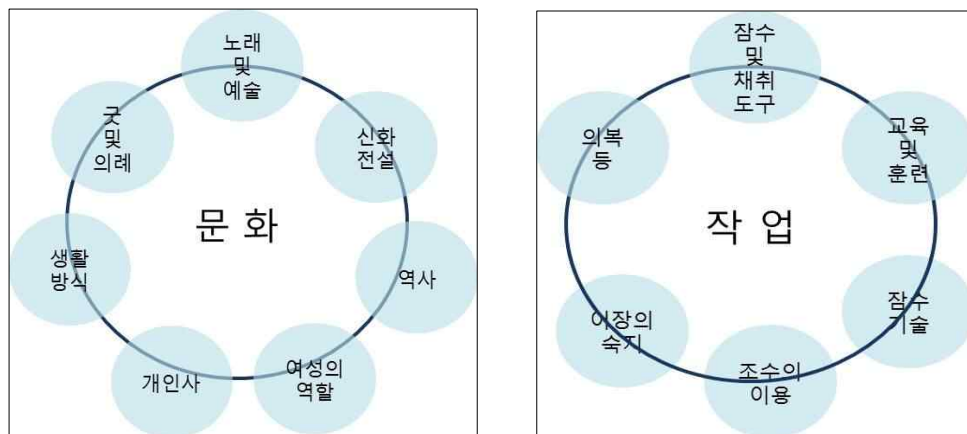 노래
및
예술
신화
전설
역사
여성의
역할
개인사
생활
방식
굿
및
의례
문 화
잠수
및
채취
도구
교육
및
훈련
잠수
기술
조수의
이용
어장의
숙지
의복
등
작 업